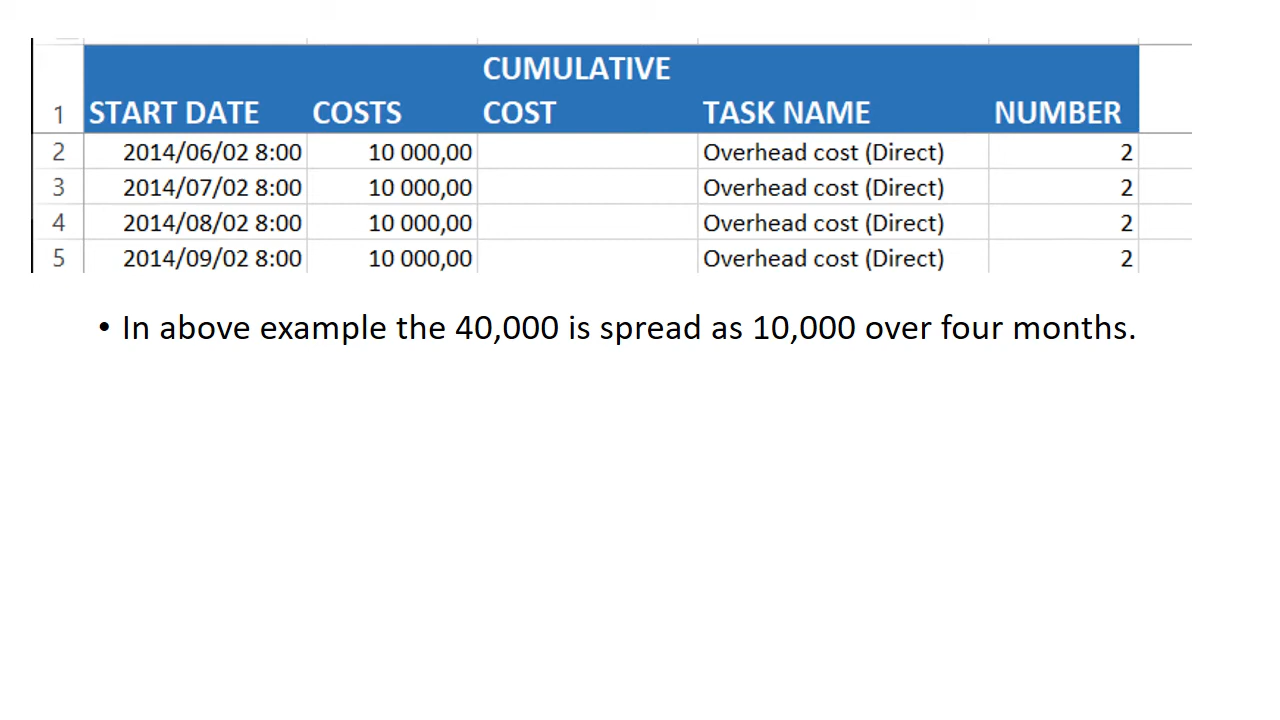 CUMULATIVE
1 START DATE COSTS COST TASK NAME NUMBER
2 2014/06/02 8:00 10 000,00 Overhead cost (Direct) 2
3 2014/07/02 8:00 10 000,00 Overhead cost (Direct) 2
4 2014/08/02 8:00 10 000,00 Overhead cost (Direct) 2
5 2014/09/02 8:00 10 000,00 Overhead cost (Direct) 2
• In above example the 40,000 is spread as 10,000 over four months.